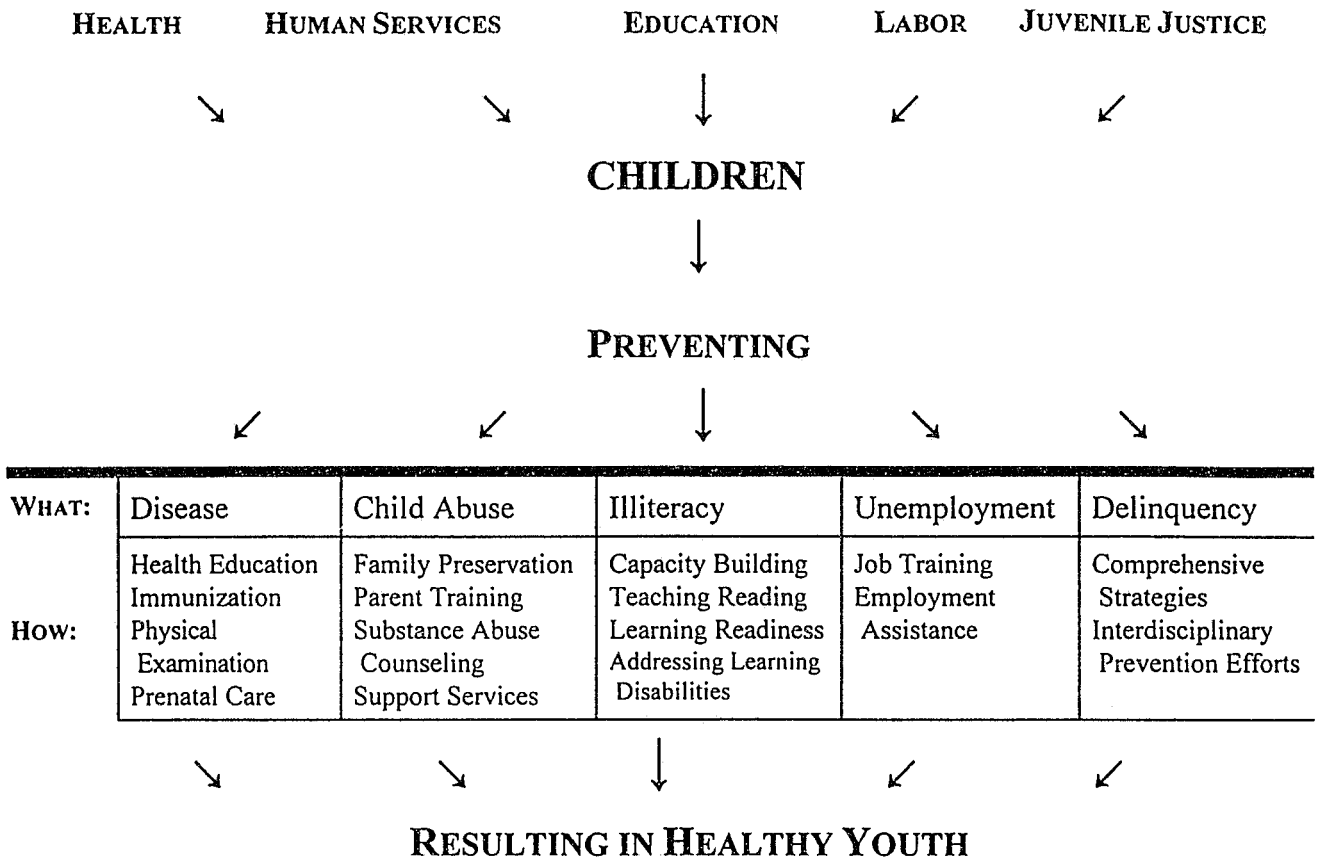 HEALTH HUMAN SERVICES EDUCATION LABOR JUVENILE JUSTICE
CHILDREN
PREVENTING
WHAT: Disease Child Abuse Illiteracy Unemployment Delinquency
HOW:
Health Education
Immunization
Physical
Examination
Prenatal Care
Family Preservation
Parent Training
Substance Abuse
Counseling
Support Services
Capacity Building
Teaching Reading
Learning Readiness
Addressing Learning
Disabilities
Job Training
Employment
Assistance
Comprehensive
Strategies
Interdisciplinary
Prevention Efforts
RESULTING IN HEALTHY YOUTH